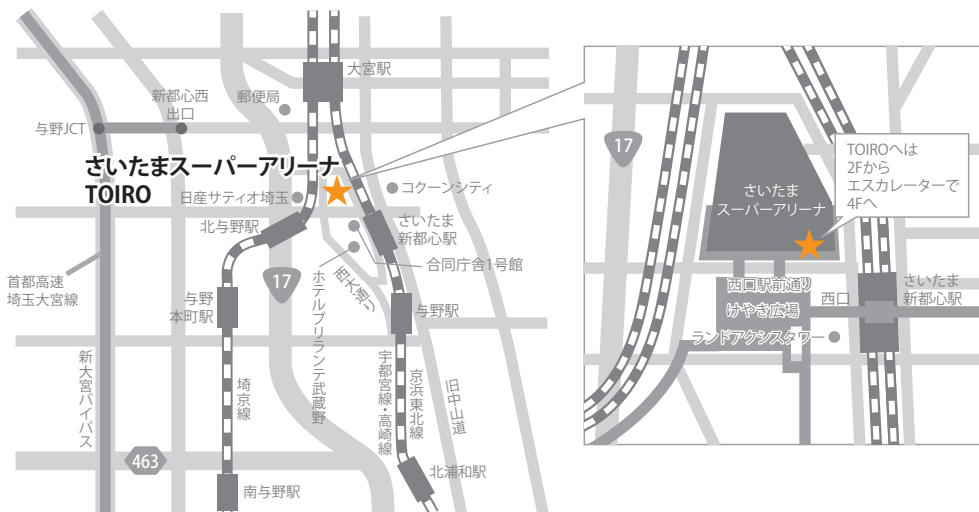 大宮駅
新都心西
出口
郵便局
与野JCT
さいたまスーパーアリーナ
TOIRO
日産サティオ埼玉
コクーンシティ
北与野駅
さいたま
新都心駅
合同庁舎1号館
首都高速
埼玉大宮線
17
西大通り
ホテルブリランテ武蔵野
与野
本町駅
与野駅
新大宮バイパス
埼京線
宇都宮線・高崎線
京浜東北線
旧中山道
463
北浦和駅
南与野駅
17
TOIROへは
2Fから
エスカレーターで
4Fへ
さいたま
スーパーアリーナ
西口駅前通り
西口
さいたま
新都心駅
けやき広場
ランドアクシスタワー